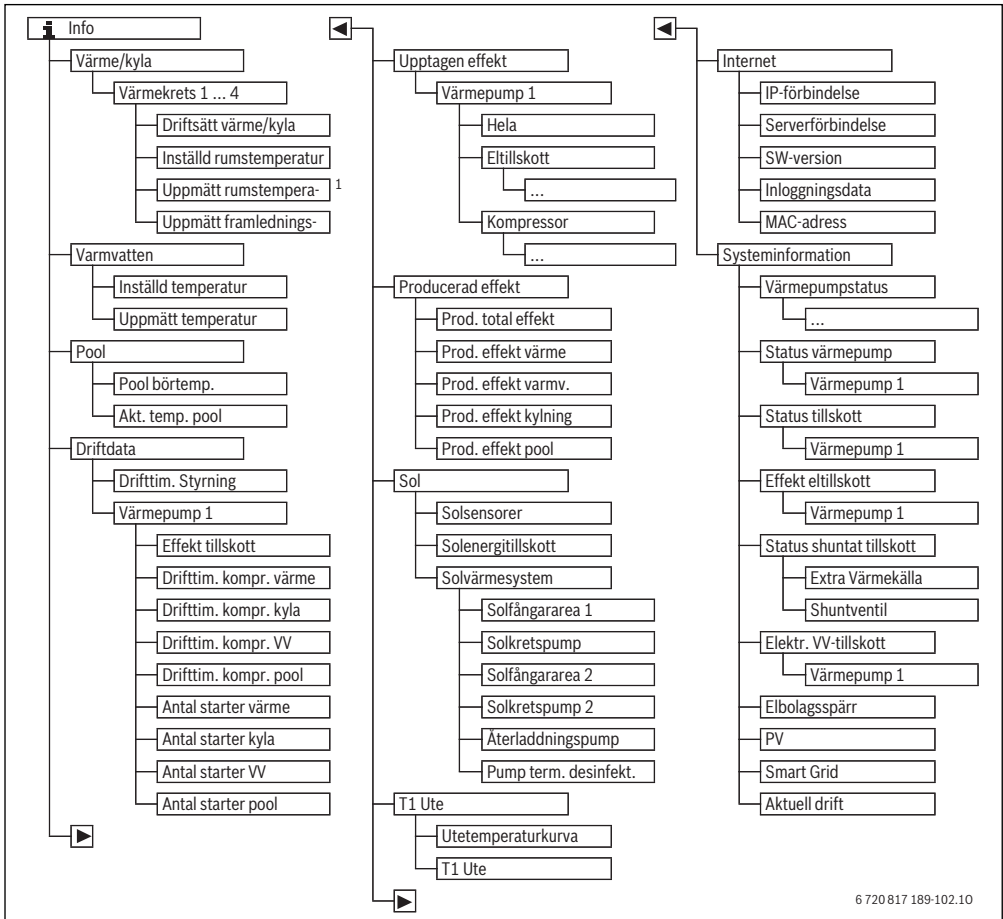 Info
Värme/kyla
Värmekrets 1 ... 4
Driftsätt värme/kyla
Inställd rumstemperatur
Uppmätt rumstempera- 1
Uppmätt framlednings-
Varmvatten
Inställd temperatur
Uppmätt temperatur
Pool
Pool börtemp.
Akt. temp. pool
Driftdata
Drifttim. Styrning
Värmepump 1
Effekt tillskott
Drifttim. kompr. värme
Drifttim. kompr. kyla
Drifttim. kompr. VV
Drifttim. kompr. pool
Antal starter värme
Antal starter kyla
Antal starter VV
Antal starter pool
Upptagen effekt
Värmepump 1
Hela
Eltillskott
...
Kompressor
...
Producerad effekt
Prod. total effekt
Prod. effekt värme
Prod. effekt varmv.
Prod. effekt kylning
Prod. effekt pool
Sol
Solsensorer
Solenergitillskott
Solvärmesystem
Solfångararea 1
Solkretspump
Solfångararea 2
Solkretspump 2
Återladdningspump
Pump term. desinfekt.
T1 Ute
Utetemperaturkurva
T1 Ute
Internet
IP-förbindelse
Serverförbindelse
SW-version
Inloggningsdata
MAC-adress
Systeminformation
Värmepumpstatus
...
Status värmepump
Värmepump 1
Status tillskott
Värmepump 1
Effekt eltillskott
Värmepump 1
Status shuntat tillskott
Extra Värmekälla
Shuntventil
Elektr. VV-tillskott
Värmepump 1
Elbolagsspärr
PV
Smart Grid
Aktuell drift
6 720 817 189-102.1O